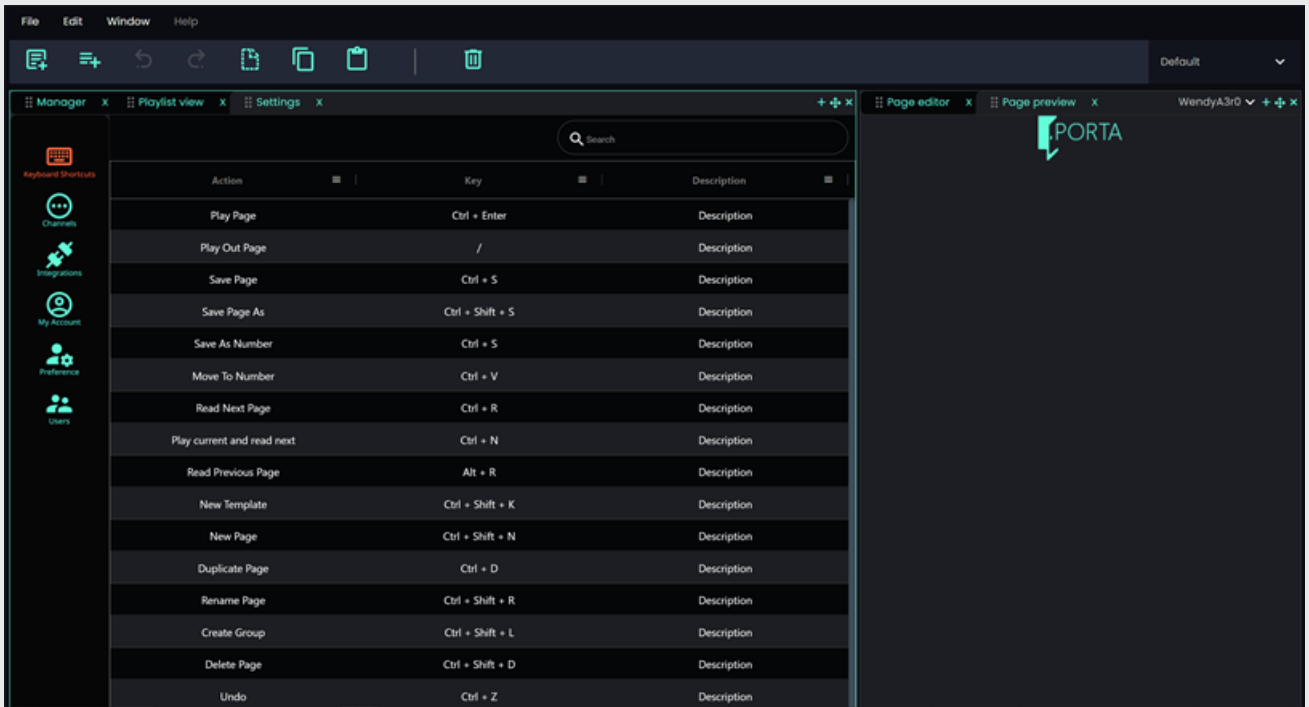 File Edit Window Help
Default
Manager x Playlist view x Settings x
Page editor x Page preview x WendyA3r0
PORTA
Search
Keyboard Shortcuts
Channels
Integrations
My Account
Preference
Users
Action Key Description
Play Page Ctrl + Enter Description
Play Out Page / Description
Save Page Ctrl + S Description
Save Page As Ctrl + Shift + S Description
Save As Number Ctrl + S Description
Move To Number Ctrl + V Description
Read Next Page Ctrl + R Description
Play current and read next Ctrl + N Description
Read Previous Page Alt + R Description
New Template Ctrl + Shift + K Description
New Page Ctrl + Shift + N Description
Duplicate Page Ctrl + D Description
Rename Page Ctrl + Shift + R Description
Create Group Ctrl + Shift + L Description
Delete Page Ctrl + Shift + D Description
Undo Ctrl + Z Description